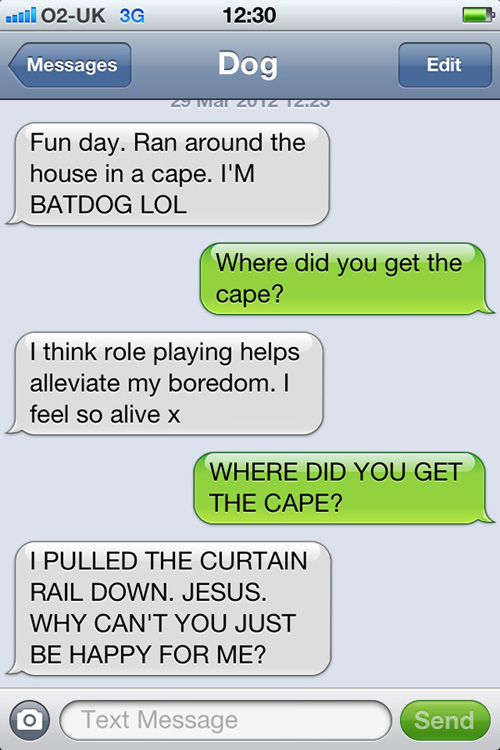 O2-UK 3G 12:30
Messages Dog Edit
29 Mar 2012 12:23
Fun day. Ran around the
house in a cape. I'M
BATDOG LOL
Where did you get the
cape?
I think role playing helps
alleviate my boredom. I
feel so alive x
WHERE DID YOU GET
THE CAPE?
I PULLED THE CURTAIN
RAIL DOWN. JESUS.
WHY CAN'T YOU JUST
BE HAPPY FOR ME?
Text Message Send